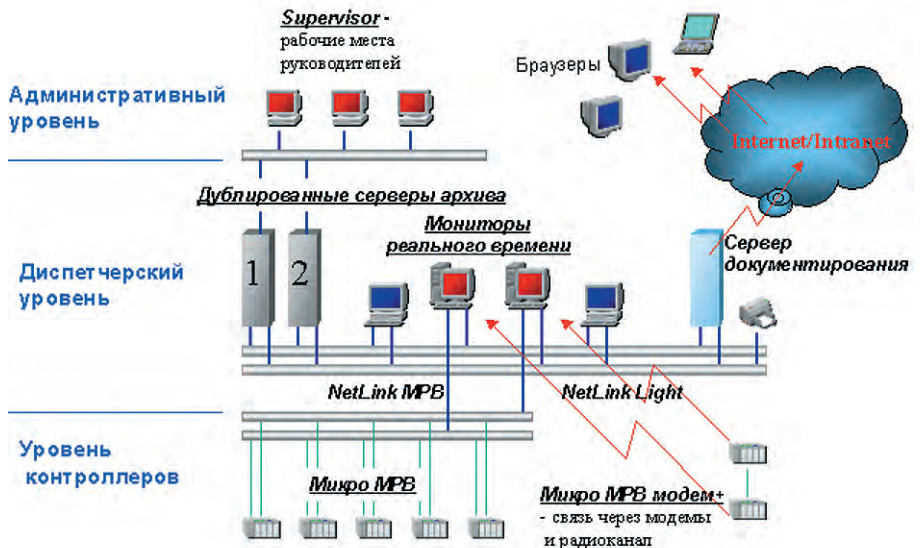 Supervisor -
рабочие места
руководителей
Браузеры
Административный
уровень
Internet/Intranet
Дублированные серверы архива
Мониторы
реального времени
Сервер
документирования
Диспетчерский
уровень
1
2
NetLink МРВ
NetLink Light
Уровень
контроллеров
Микро МРВ
Микро МРВ модем+
- связь через модемы
и радиоканал